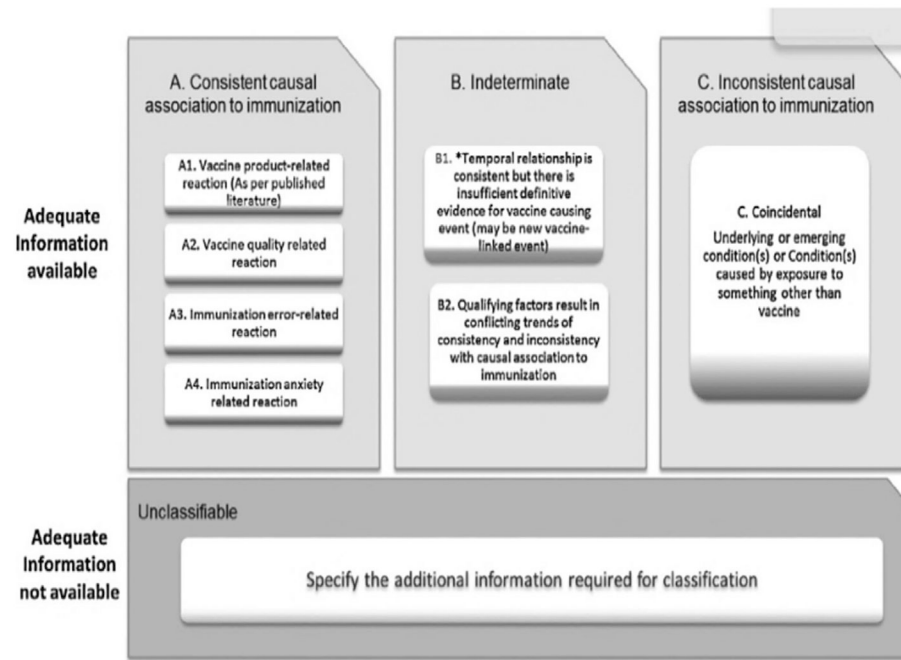 A. Consistent causal
association to immunization
B. Indeterminate
C. Inconsistent causal
association to immunization
Adequate
Information
available
A1. Vaccine product-related
reaction (As per published
literature)
A2. Vaccine quality related
reaction
A3. Immunization error-related
reaction
A4. Immunization anxiety
related reaction
B1. *Temporal relationship is
consistent but there is
insufficient definitive
evidence for vaccine causing
event (may be new vaccine-
linked event)
B2. Qualifying factors result in
conflicting trends of
consistency and inconsistency
with causal association to
immunization
C. Coincidental
Underlying or emerging
condition(s) or Condition(s)
caused by exposure to
something other than
vaccine
Adequate
Information
not available
Unclassifiable
Specify the additional information required for classification